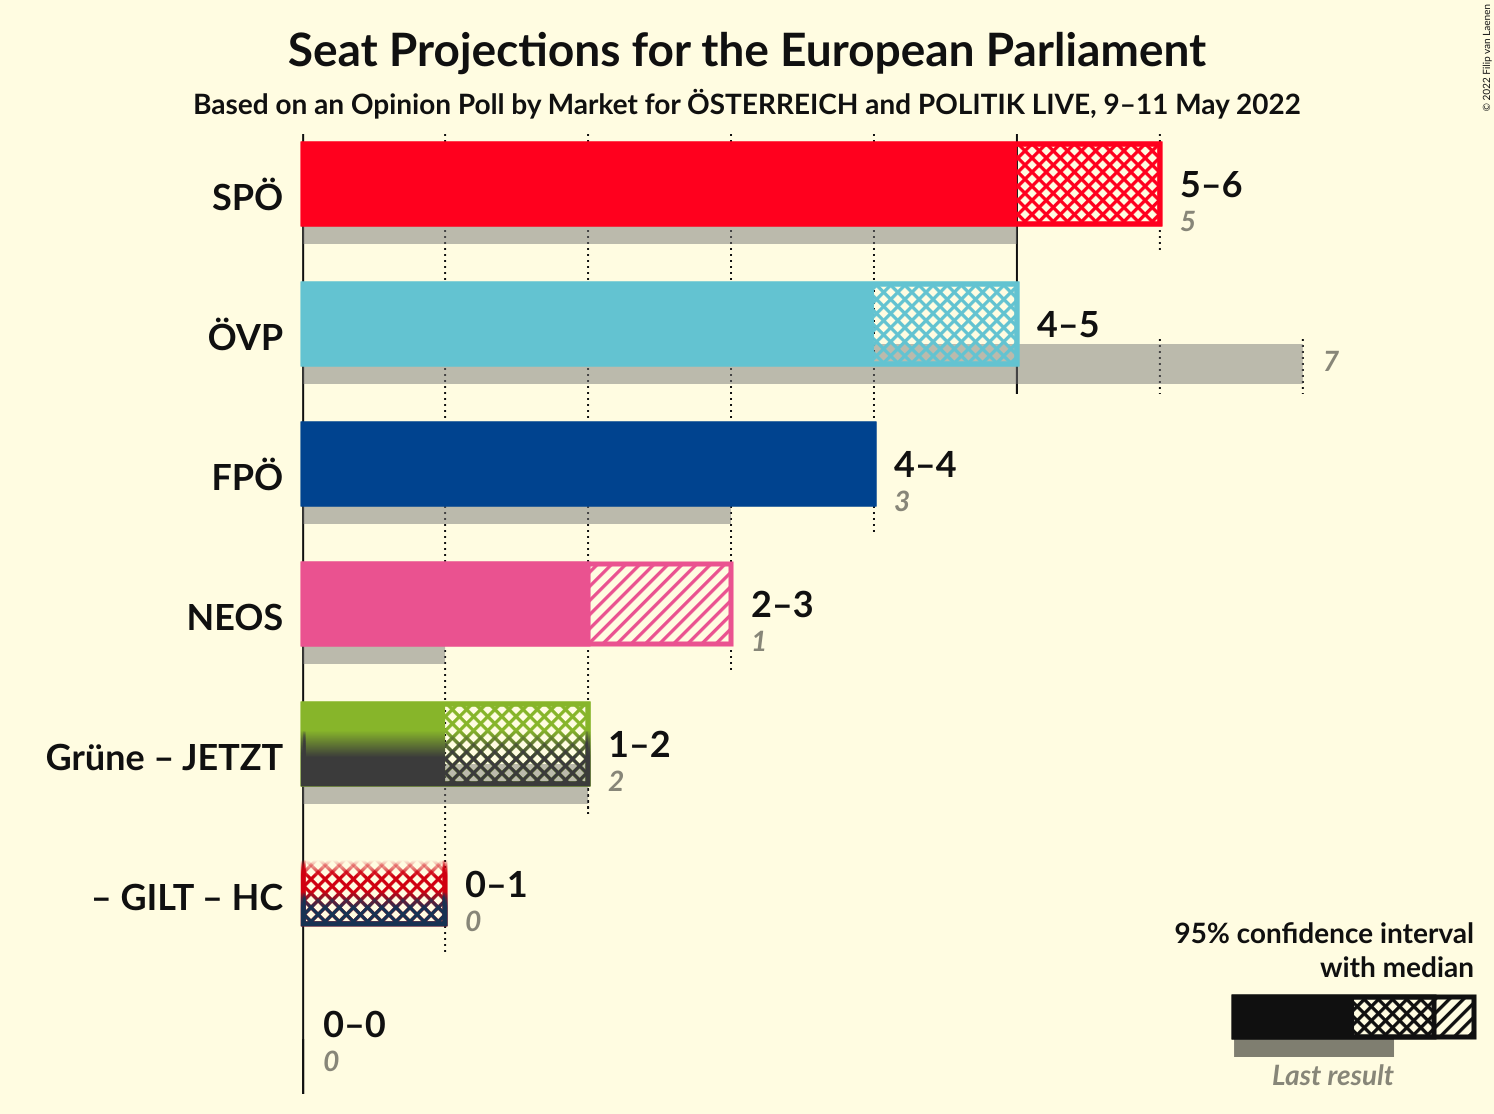 Seat Projections for the European Parliament
Based on an Opinion Poll by Market for ÖSTERREICH and POLITIK LIVE, 9–11 May 2022
© 2022 Filip van Laenen
SPÖ
5–6
5
ÖVP
4–5
7
FPÖ
4–4
3
NEOS
2–3
1
Grüne – JETZT
1–2
2
– GILT – HC
0–1
0
0–0
0
95% confidence interval
with median
Last result